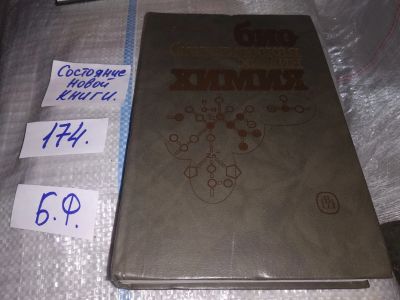 Состояние
новой
книги.
174.
Б.Ф.
био
химия